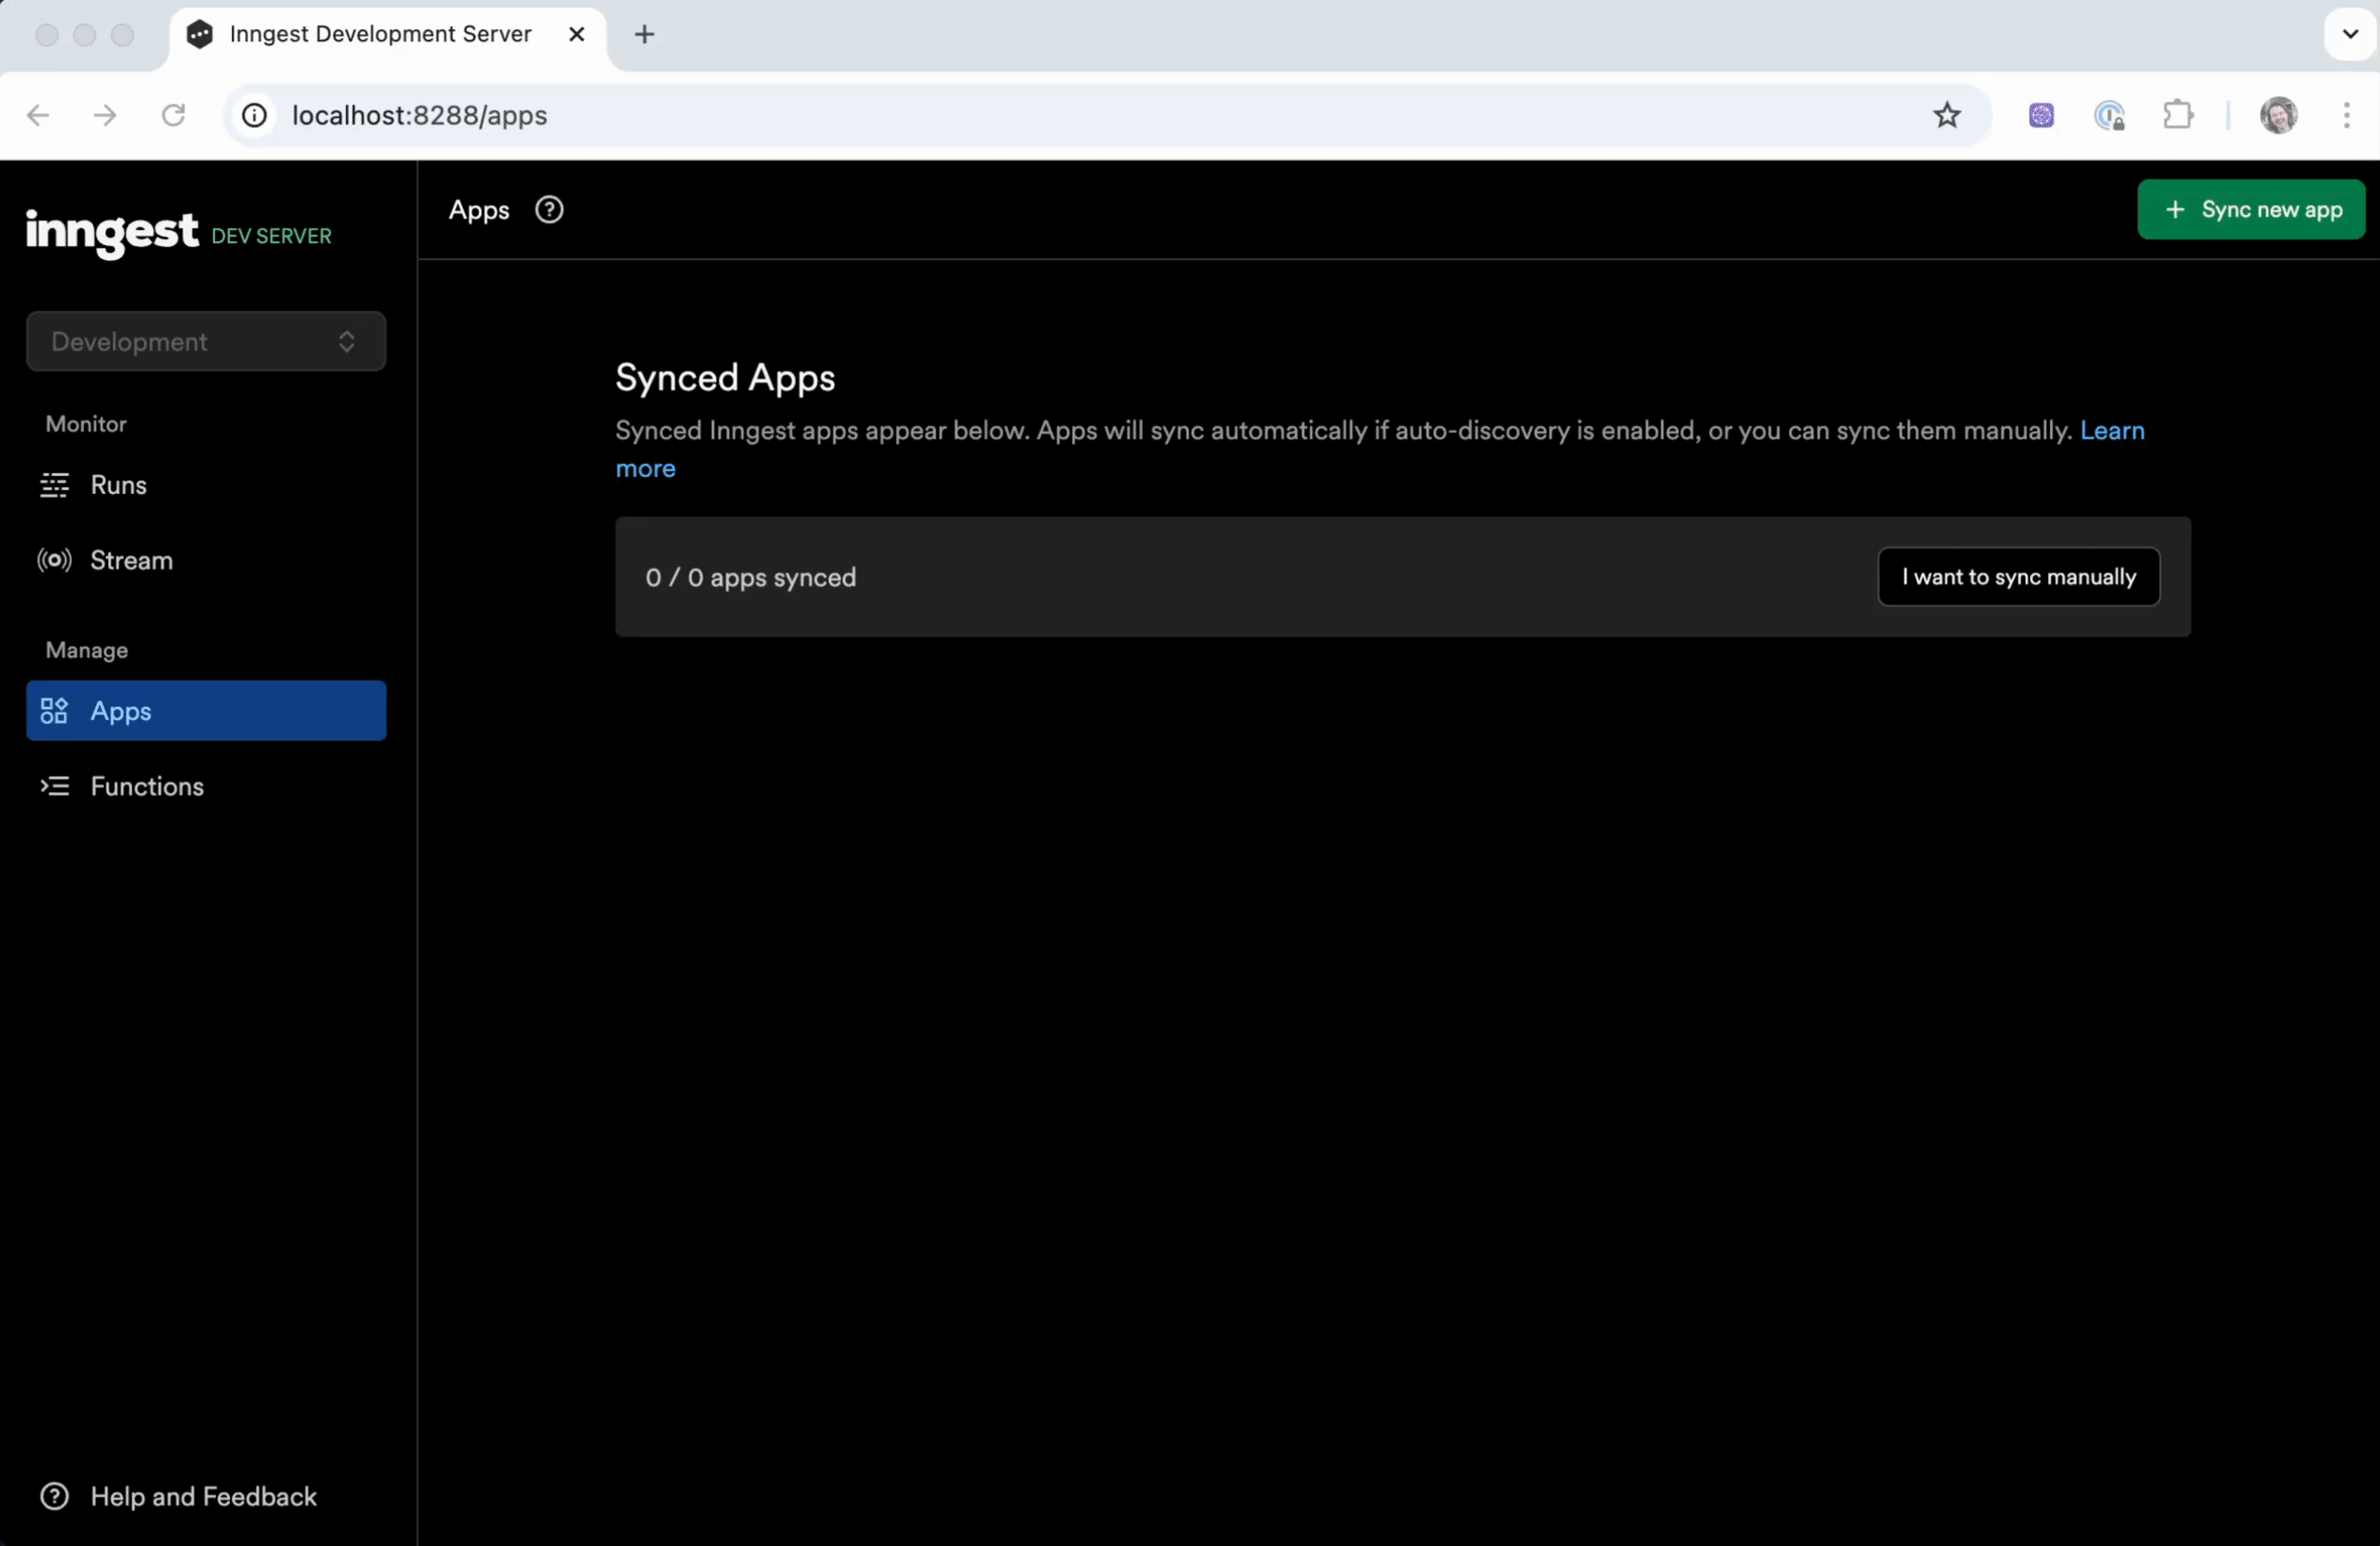 Inngest Development Server
localhost:8288/apps
inngest DEV SERVER
Development
Monitor
Runs
Stream
Manage
Apps
Functions
Help and Feedback
Apps
Sync new app
Synced Apps
Synced Inngest apps appear below. Apps will sync automatically if auto-discovery is enabled, or you can sync them manually. Learn
more
0 / 0 apps synced
I want to sync manually